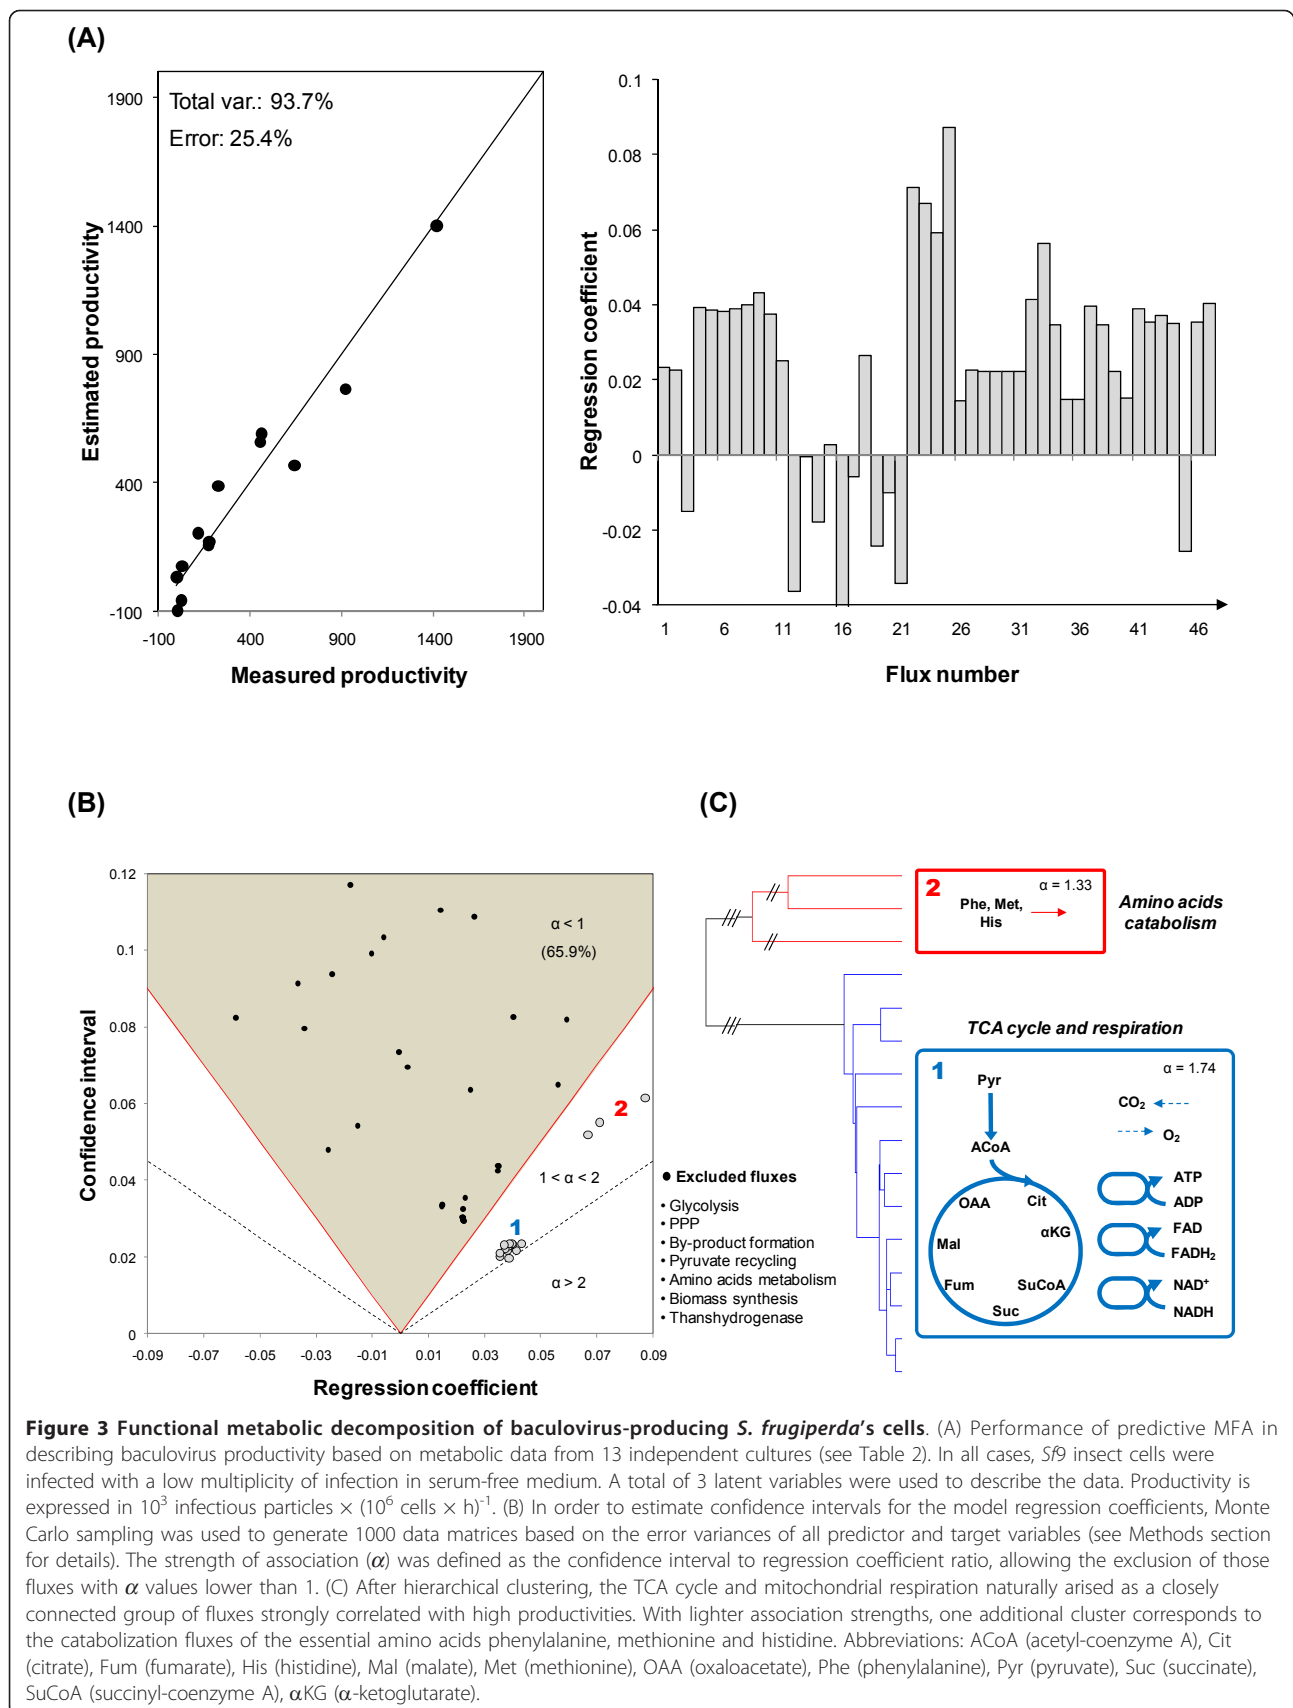 (A)
Total var.: 93.7%
Error: 25.4%
1900
1400
900
400
-100
-100 400 900 1400 1900
Estimated productivity
Measured productivity
0.1
0.08
0.06
0.04
0.02
0
-0.02
-0.04
1 6 11 16 21 26 31 36 41 46
Regression coefficient
Flux number
(B)
0.12
0.1
0.08
0.06
0.04
0.02
0
-0.09 -0.07 -0.05 -0.03 -0.01 0.01 0.03 0.05 0.07 0.09
Confidence interval
Regression coefficient
α < 1
(65.9%)
2
1 < α < 2
1
α > 2
● Excluded fluxes
• Glycolysis
• PPP
• By-product formation
• Pyruvate recycling
• Amino acids metabolism
• Biomass synthesis
• Thanshydrogenase
(C)
2
α = 1.33
Phe, Met,
His
Amino acids
catabolism
TCA cycle and respiration
1
α = 1.74
Pyr
CO₂
O₂
ACoA
OAA
Cit
αKG
Mal
Fum
SuCoA
Suc
ATP
ADP
FAD
FADH₂
NAD⁺
NADH
Figure 3 Functional metabolic decomposition of baculovirus-producing S. frugiperda's cells. (A) Performance of predictive MFA in
describing baculovirus productivity based on metabolic data from 13 independent cultures (see Table 2). In all cases, Sf9 insect cells were
infected with a low multiplicity of infection in serum-free medium. A total of 3 latent variables were used to describe the data. Productivity is
expressed in 10³ infectious particles × (10⁶ cells × h)⁻¹. (B) In order to estimate confidence intervals for the model regression coefficients, Monte
Carlo sampling was used to generate 1000 data matrices based on the error variances of all predictor and target variables (see Methods section
for details). The strength of association (α) was defined as the confidence interval to regression coefficient ratio, allowing the exclusion of those
fluxes with α values lower than 1. (C) After hierarchical clustering, the TCA cycle and mitochondrial respiration naturally arised as a closely
connected group of fluxes strongly correlated with high productivities. With lighter association strengths, one additional cluster corresponds to
the catabolization fluxes of the essential amino acids phenylalanine, methionine and histidine. Abbreviations: ACoA (acetyl-coenzyme A), Cit
(citrate), Fum (fumarate), His (histidine), Mal (malate), Met (methionine), OAA (oxaloacetate), Phe (phenylalanine), Pyr (pyruvate), Suc (succinate),
SuCoA (succinyl-coenzyme A), αKG (α-ketoglutarate).